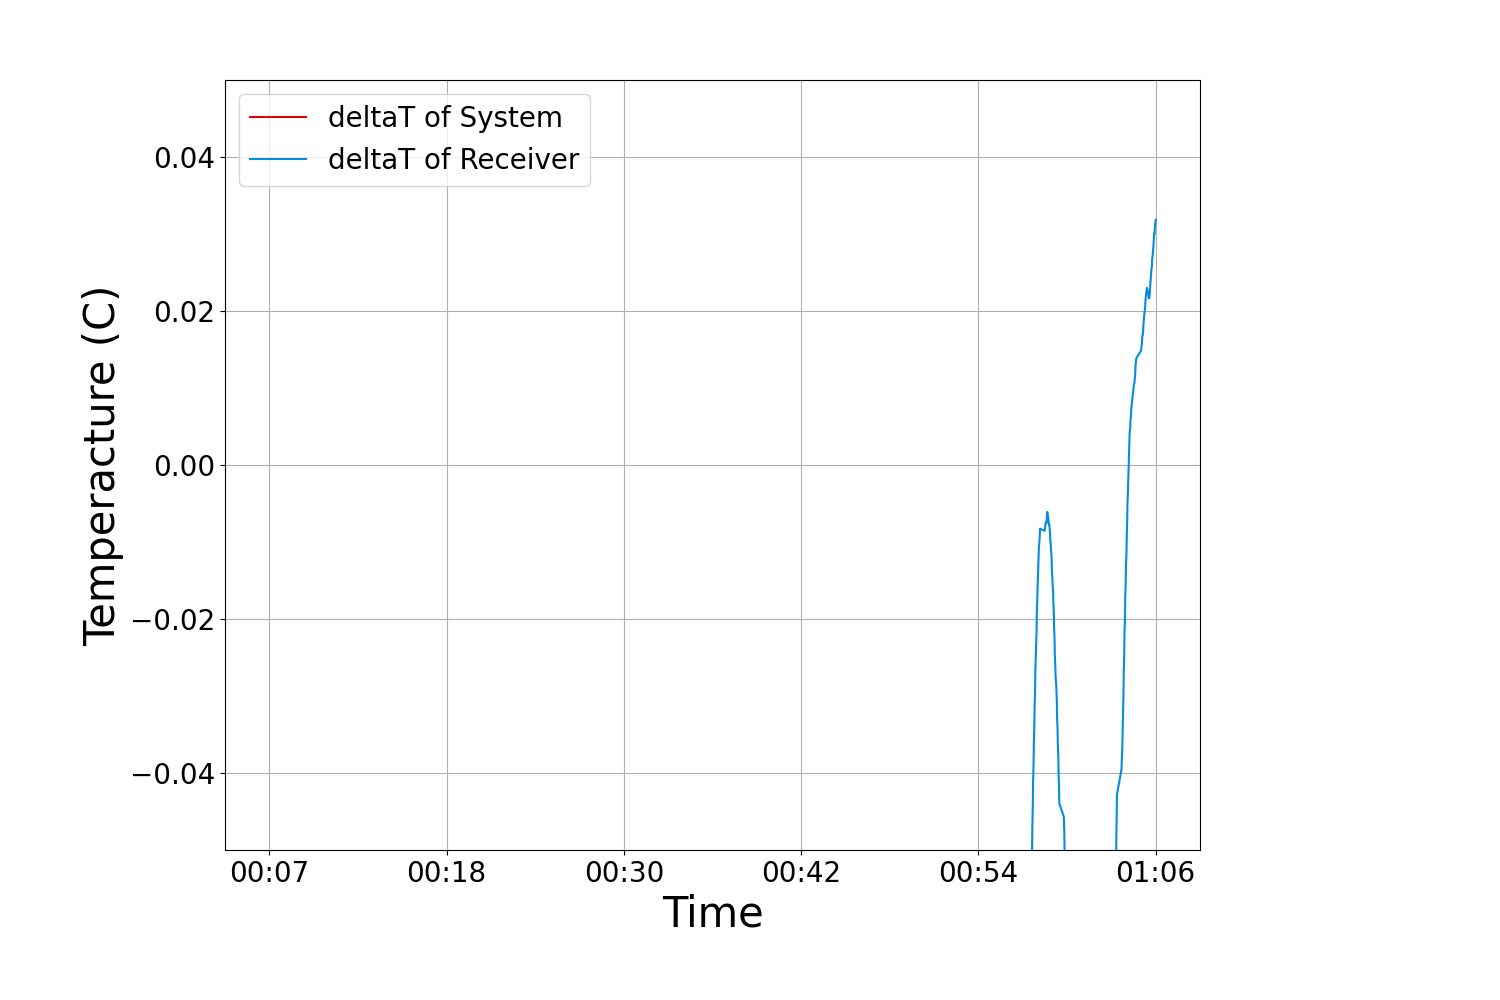 deltaT of System
deltaT of Receiver
0.04
0.02
0.00
−0.02
−0.04
Temperacture (C)
00:07 00:18 00:30 00:42 00:54 01:06
Time